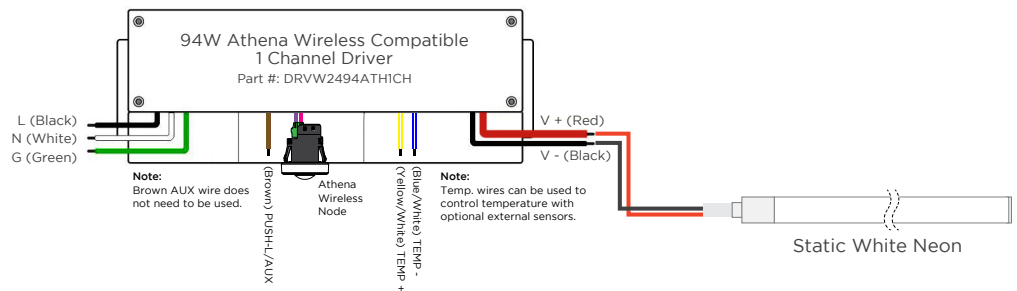 94W Athena Wireless Compatible
1 Channel Driver
Part #: DRVW2494ATH1CH
L (Black)
N (White)
G (Green)
V + (Red)
V - (Black)
Note:
Brown AUX wire does
not need to be used.
(Brown) PUSH-L/AUX
Athena
Wireless
Node
(Yellow/White) TEMP +
(Blue/White) TEMP -
Note:
Temp. wires can be used to
control temperature with
optional external sensors.
Static White Neon